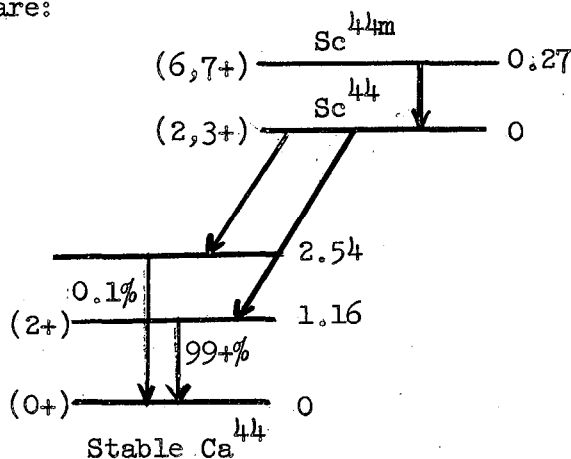 are:
Sc44m
(6,7+) 0.27
Sc44
(2,3+) 0
2.54
0.1%
(2+) 1.16
99+%
(0+) 0
Stable Ca44